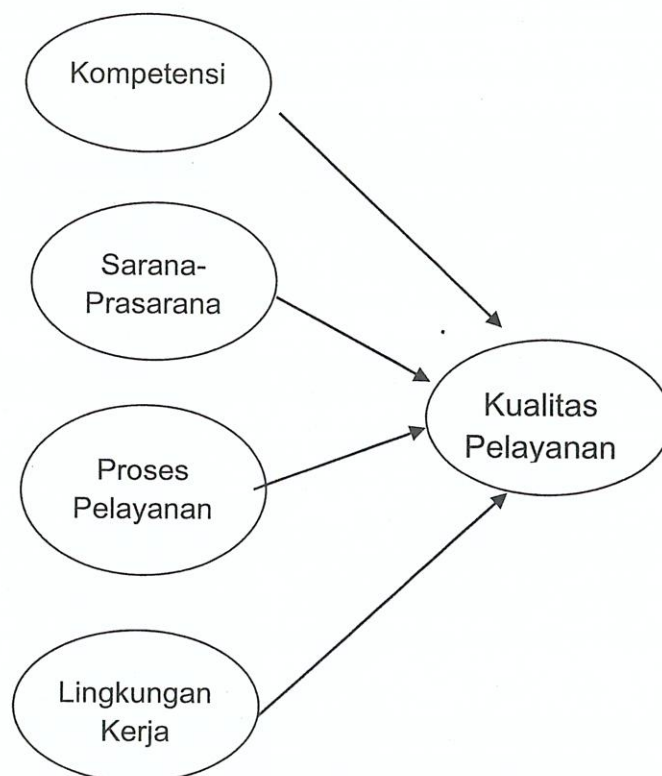 Kompetensi
Sarana-
Prasarana
Kualitas
Pelayanan
Proses
Pelayanan
Lingkungan
Kerja